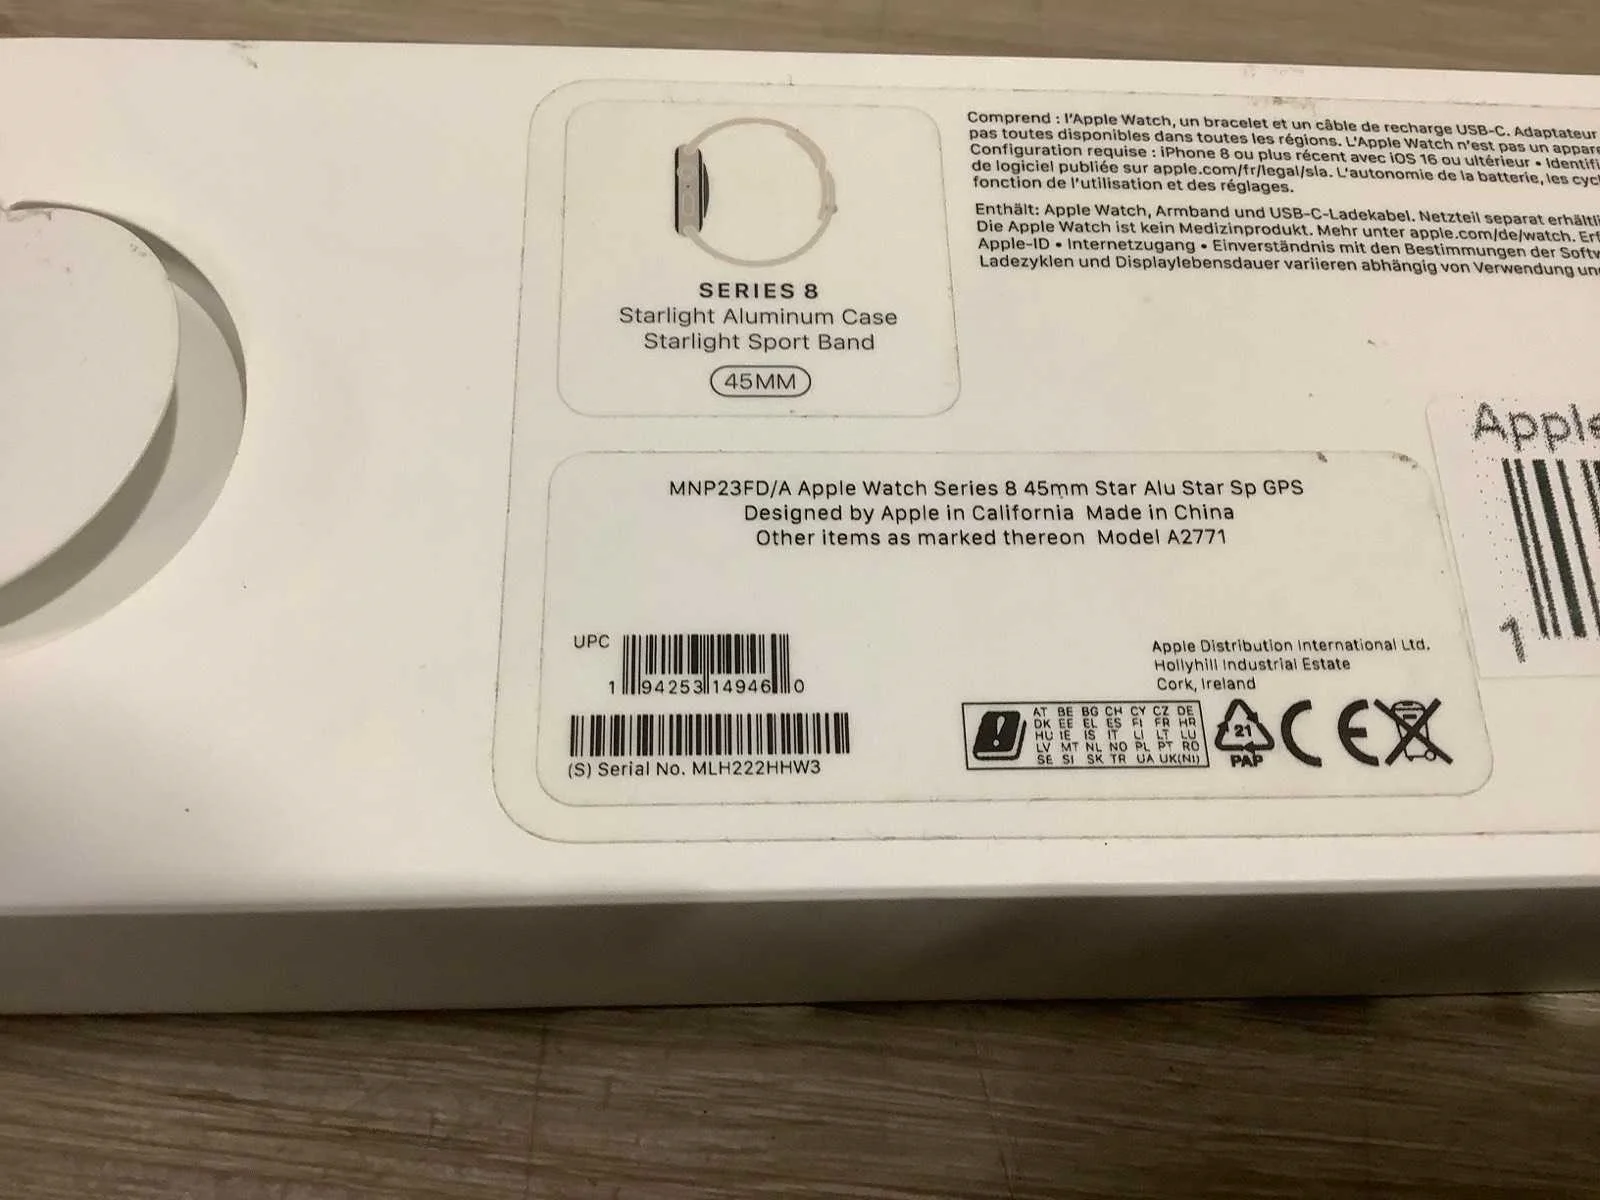 SERIES 8
Starlight Aluminum Case
Starlight Sport Band
45MM
Comprend : l'Apple Watch, un bracelet et un câble de recharge USB-C. Adaptateur
pas toutes disponibles dans toutes les régions. L'Apple Watch n'est pas un appare
Configuration requise : iPhone 8 ou plus récent avec iOS 16 ou ultérieur • Identifi
de logiciel publiée sur apple.com/fr/legal/sla. L'autonomie de la batterie, les cyc
fonction de l'utilisation et des réglages.
Enthält: Apple Watch, Armband und USB-C-Ladekabel. Netzteil separat erhältli
Die Apple Watch ist kein Medizinprodukt. Mehr unter apple.com/de/watch. Erf
Apple-ID • Internetzugang • Einverständnis mit den Bestimmungen der Softw
Ladezyklen und Displaylebensdauer variieren abhängig von Verwendung un
MNP23FD/A Apple Watch Series 8 45mm Star Alu Star Sp GPS
Designed by Apple in California Made in China
Other items as marked thereon Model A2771
UPC
1 94253 14946 0
(S) Serial No. MLH222HHW3
Apple Distribution International Ltd.
Hollyhill Industrial Estate
Cork, Ireland
AT BE BG CH CY CZ DE
DK EE EL ES FI FR HR
HU IE IS IT LI LT LU
LV MT NL NO PL PT RO
SE SI SK TR UA UK(NI)
21
PAP
CE
Apple
1